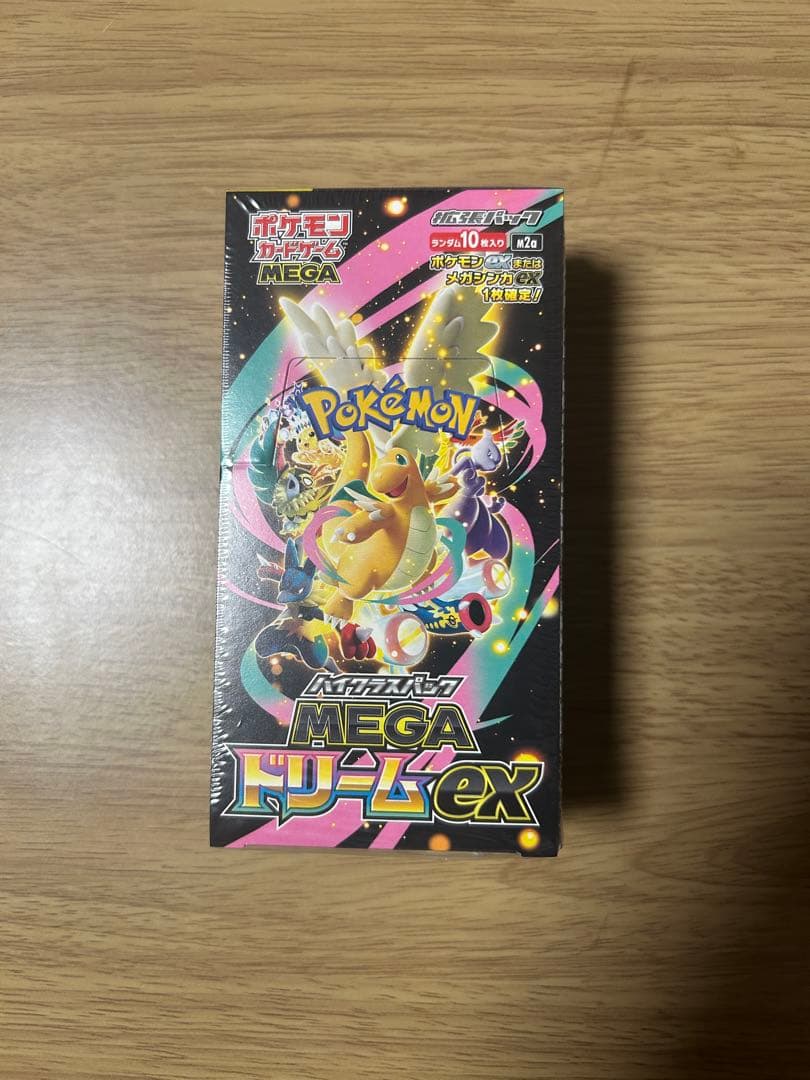 ポケモン
カードゲーム
MEGA
拡張パック
ランダム10枚入り
M2a
ポケモンexまたは
メガシンカex
1枚確定!
POKéMON
ハイクラスパック
MEGA
ドリームex